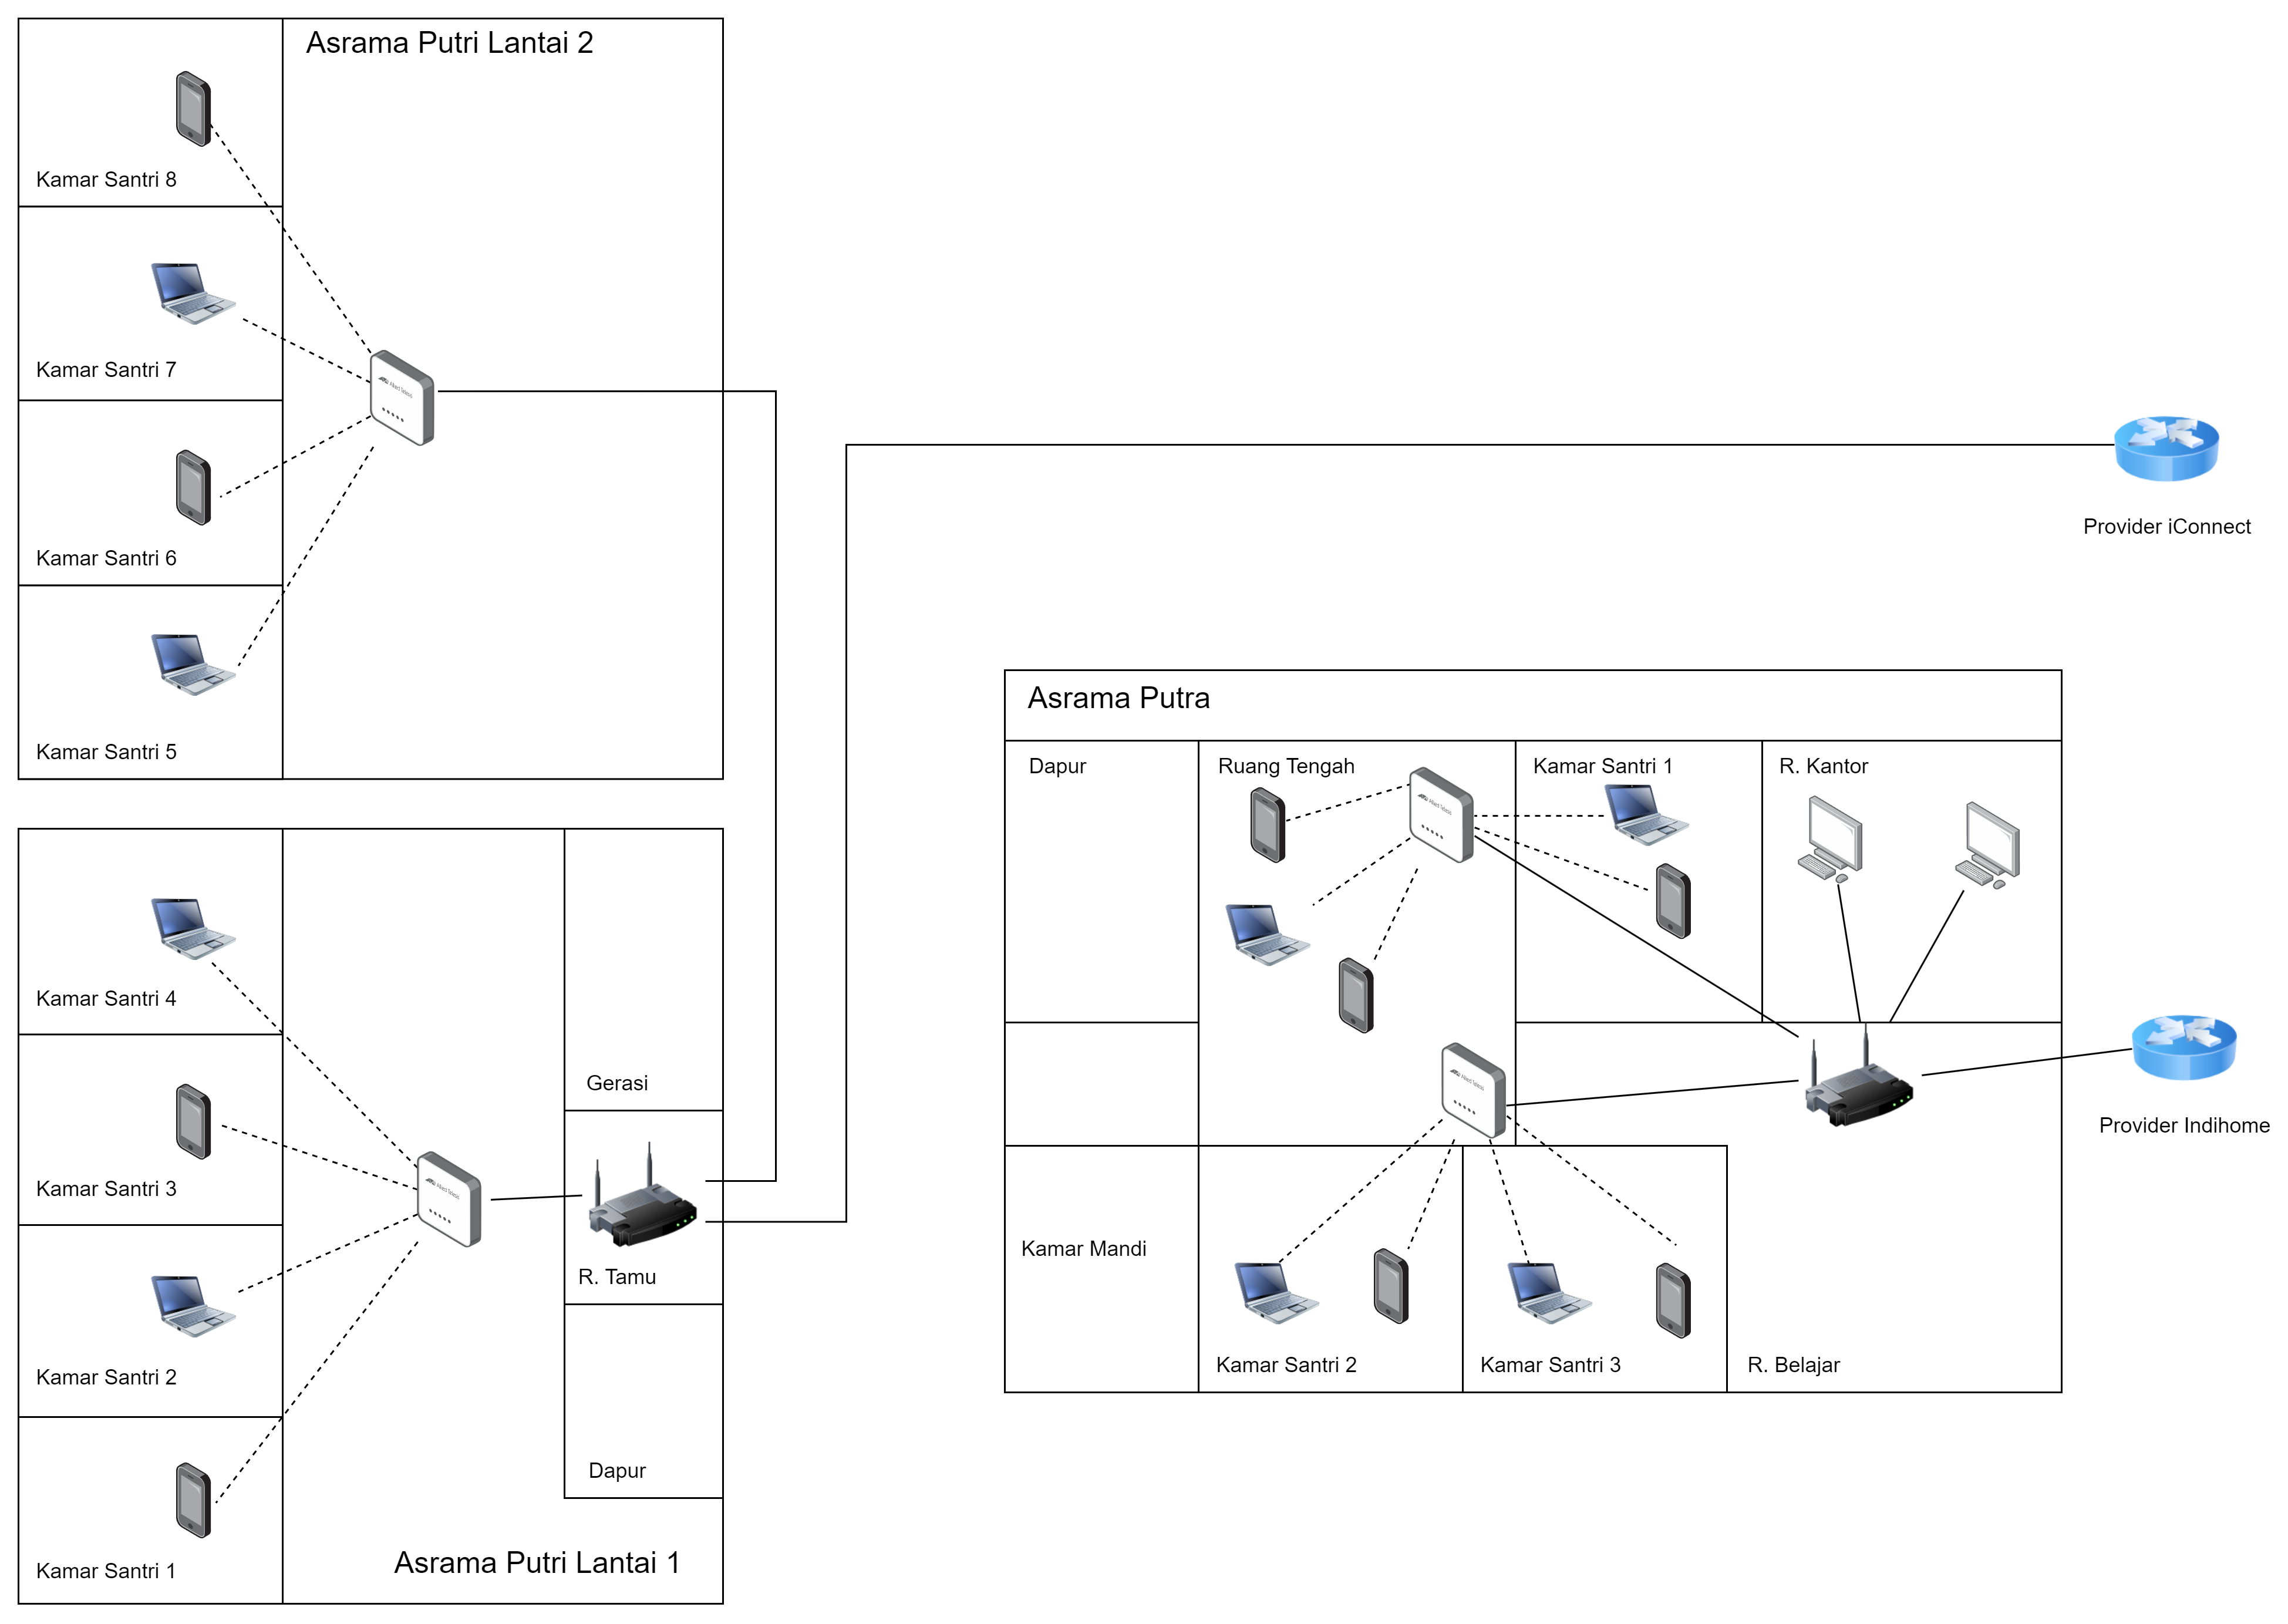 Asrama Putri Lantai 2
Kamar Santri 8
Kamar Santri 7
Kamar Santri 6
Kamar Santri 5
Provider iConnect
Asrama Putra
Dapur
Ruang Tengah
Kamar Santri 1
R. Kantor
Kamar Mandi
Kamar Santri 2
Kamar Santri 3
R. Belajar
Provider Indihome
Kamar Santri 4
Kamar Santri 3
Kamar Santri 2
Kamar Santri 1
Gerasi
R. Tamu
Dapur
Asrama Putri Lantai 1